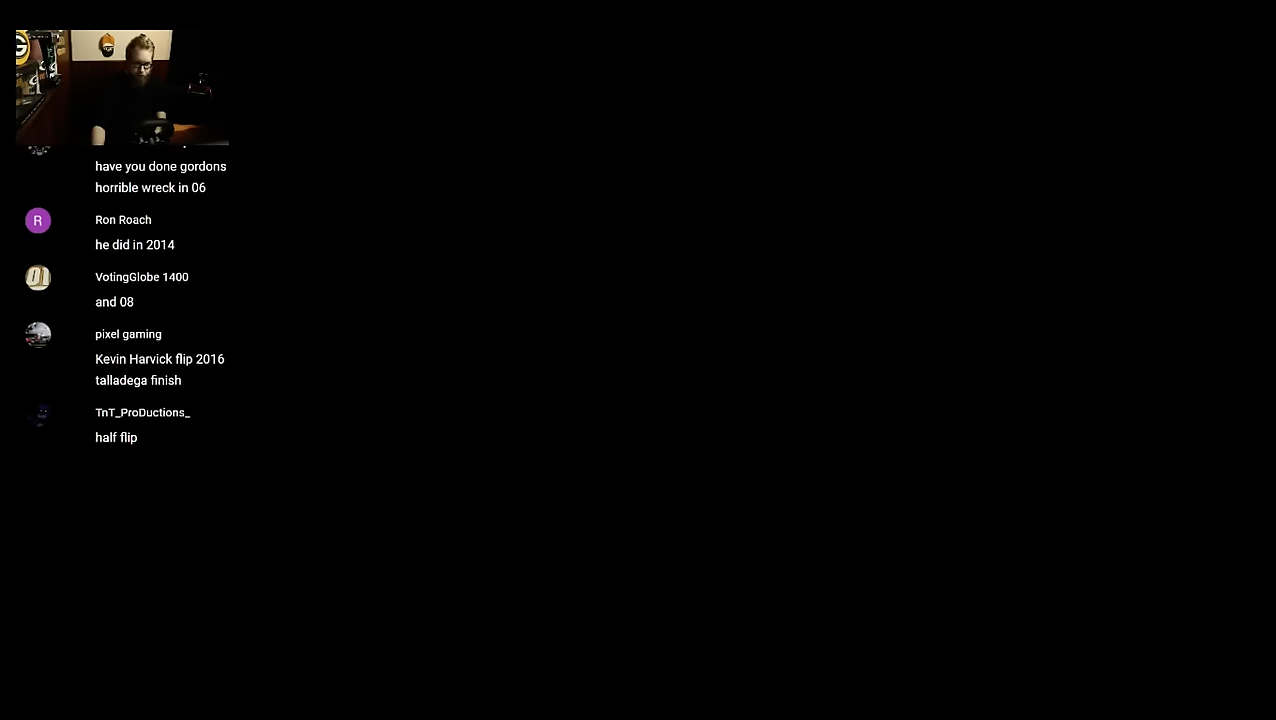 have you done gordons
horrible wreck in 06
R
Ron Roach
he did in 2014
01
VotingGlobe 1400
and 08
pixel gaming
Kevin Harvick flip 2016
talladega finish
TnT_ProDuctions_
half flip